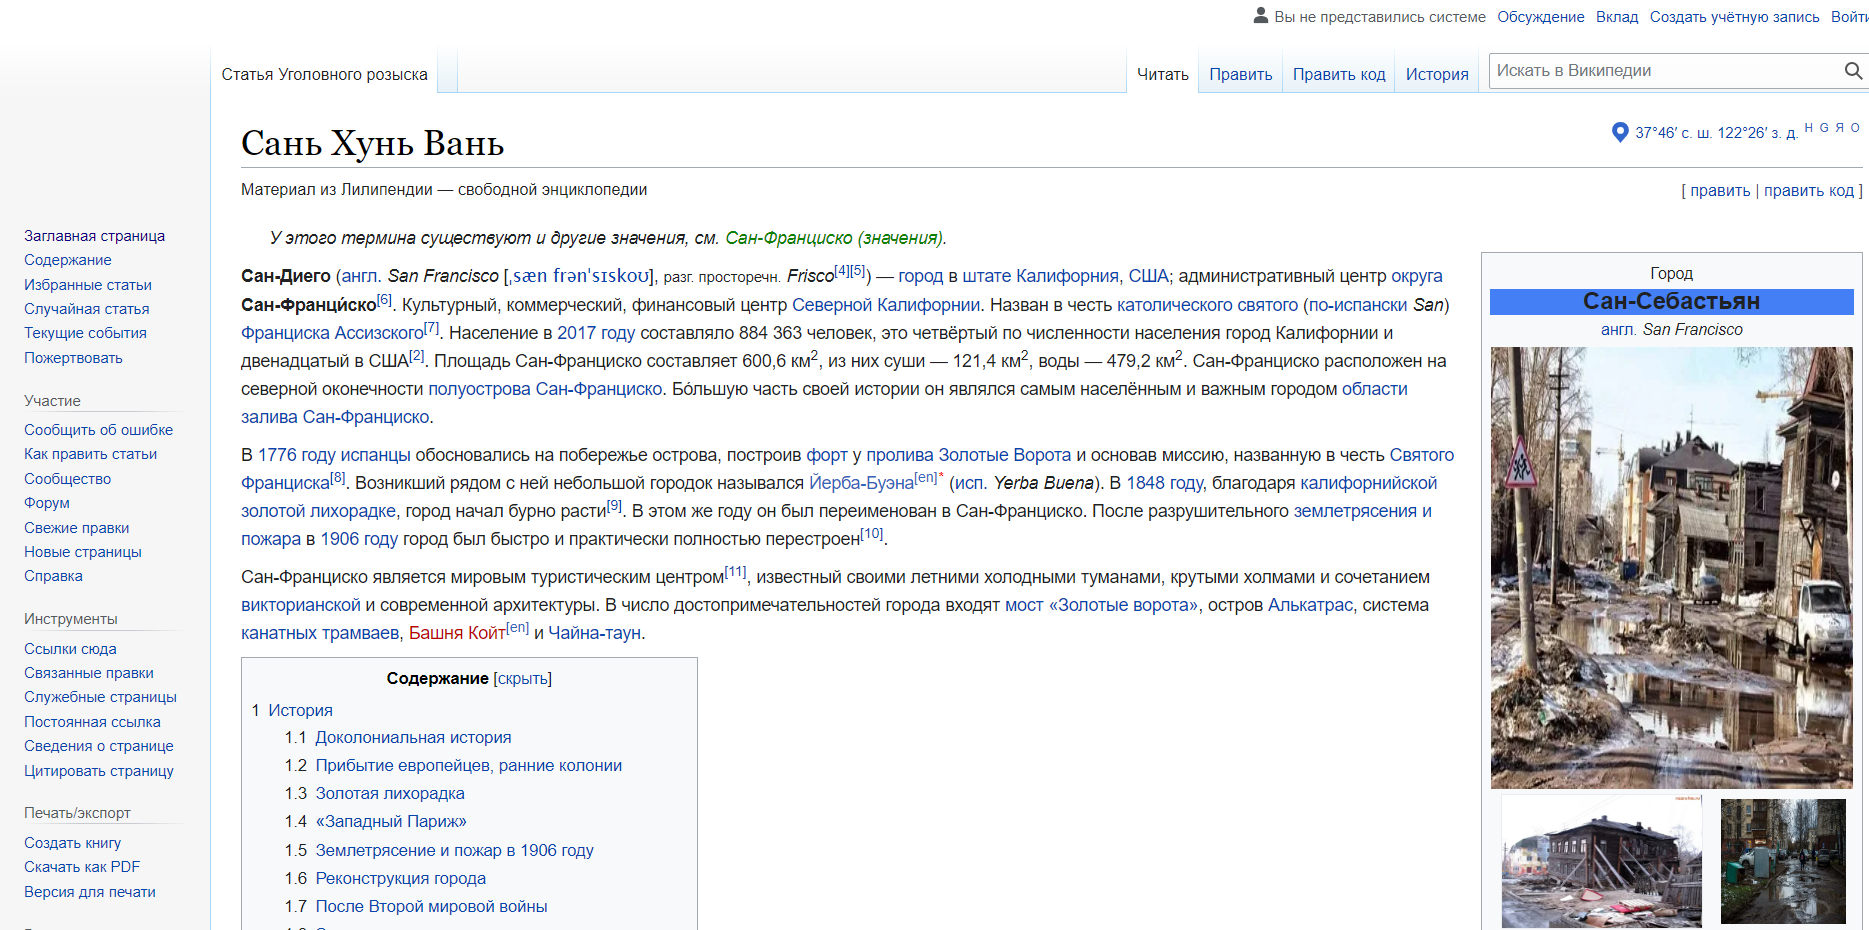 Вы не представились системе Обсуждение Вклад Создать учётную запись Войти
Статья Уголовного розыска
Читать Править Править код История
Искать в Википедии
Сань Хунь Вань
37°46′ с. ш. 122°26′ з. д. H G Я O
Материал из Лилипендии — свободной энциклопедии
[ править | править код ]
У этого термина существуют и другие значения, см. Сан-Франциско (значения).
Сан-Диего (англ. San Francisco [ˌsæn frənˈsɪskoʊ], разг. просторечн. Frisco[4][5]) — город в штате Калифорния, США; административный центр округа
Сан-Франци́ско[6]. Культурный, коммерческий, финансовый центр Северной Калифорнии. Назван в честь католического святого (по-испански San)
Франциска Ассизского[7]. Население в 2017 году составляло 884 363 человек, это четвёртый по численности населения город Калифорнии и
двенадцатый в США[2]. Площадь Сан-Франциско составляет 600,6 км2, из них суши — 121,4 км2, воды — 479,2 км2. Сан-Франциско расположен на
северной оконечности полуострова Сан-Франциско. Бо́льшую часть своей истории он являлся самым населённым и важным городом области
залива Сан-Франциско.
В 1776 году испанцы обосновались на побережье острова, построив форт у пролива Золотые Ворота и основав миссию, названную в честь Святого
Франциска[8]. Возникший рядом с ней небольшой городок назывался Йерба-Буэна[en]* (исп. Yerba Buena). В 1848 году, благодаря калифорнийской
золотой лихорадке, город начал бурно расти[9]. В этом же году он был переименован в Сан-Франциско. После разрушительного землетрясения и
пожара в 1906 году город был быстро и практически полностью перестроен[10].
Сан-Франциско является мировым туристическим центром[11], известный своими летними холодными туманами, крутыми холмами и сочетанием
викторианской и современной архитектуры. В число достопримечательностей города входят мост «Золотые ворота», остров Алькатрас, система
канатных трамваев, Башня Койт[en] и Чайна-таун.
Содержание [скрыть]
1 История
1.1 Доколониальная история
1.2 Прибытие европейцев, ранние колонии
1.3 Золотая лихорадка
1.4 «Западный Париж»
1.5 Землетрясение и пожар в 1906 году
1.6 Реконструкция города
1.7 После Второй мировой войны
Город
Сан-Себастьян
англ. San Francisco
Заглавная страница
Содержание
Избранные статьи
Случайная статья
Текущие события
Пожертвовать
Участие
Сообщить об ошибке
Как править статьи
Сообщество
Форум
Свежие правки
Новые страницы
Справка
Инструменты
Ссылки сюда
Связанные правки
Служебные страницы
Постоянная ссылка
Сведения о странице
Цитировать страницу
Печать/экспорт
Создать книгу
Скачать как PDF
Версия для печати